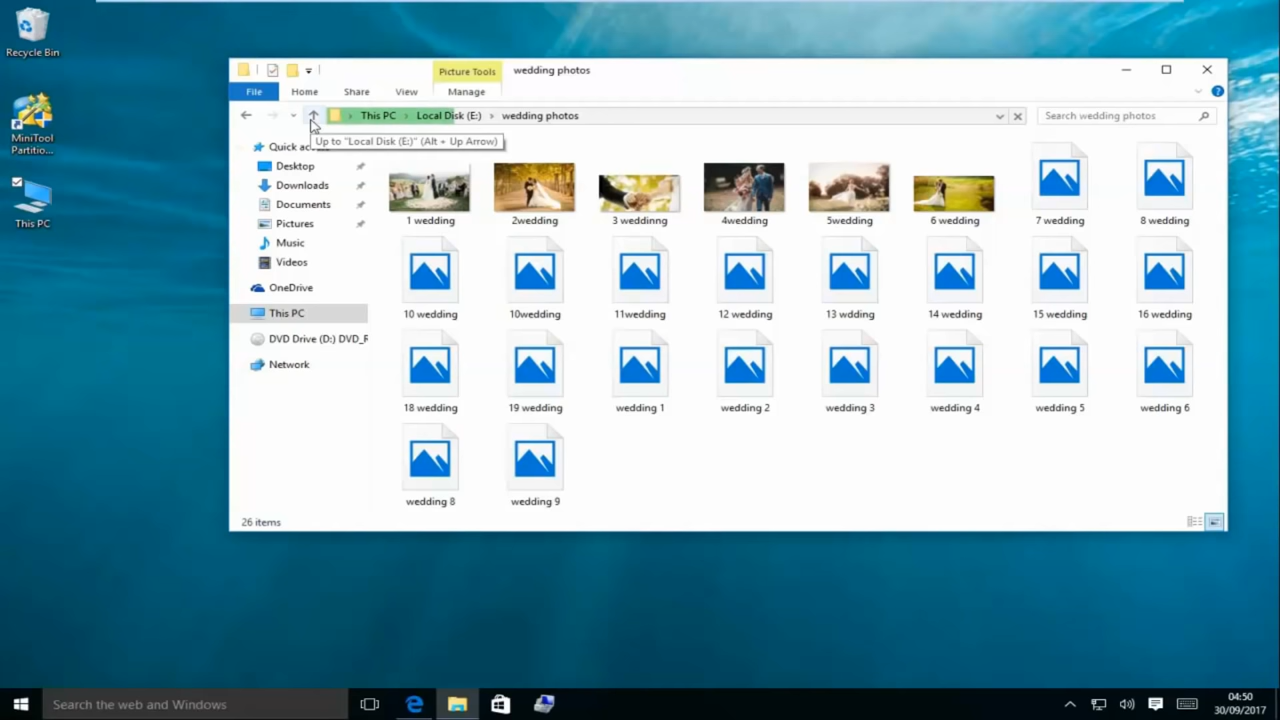 Recycle Bin
MiniTool
Partitio...
This PC
Picture Tools
wedding photos
File
Home
Share
View
Manage
This PC
Local Disk (E:)
wedding photos
Search wedding photos
Up to "Local Disk (E:)" (Alt + Up Arrow)
Desktop
Downloads
Documents
Pictures
Music
Videos
OneDrive
This PC
DVD Drive (D:) DVD_R
Network
1 wedding
2wedding
3 weddinng
4wedding
5wedding
6 wedding
7 wedding
8 wedding
10 wedding
10wedding
11wedding
12 wedding
13 wdding
14 wedding
15 wedding
16 wedding
18 wedding
19 wedding
wedding 1
wedding 2
wedding 3
wedding 4
wedding 5
wedding 6
wedding 8
wedding 9
26 items
Search the web and Windows
04:50
30/09/2017